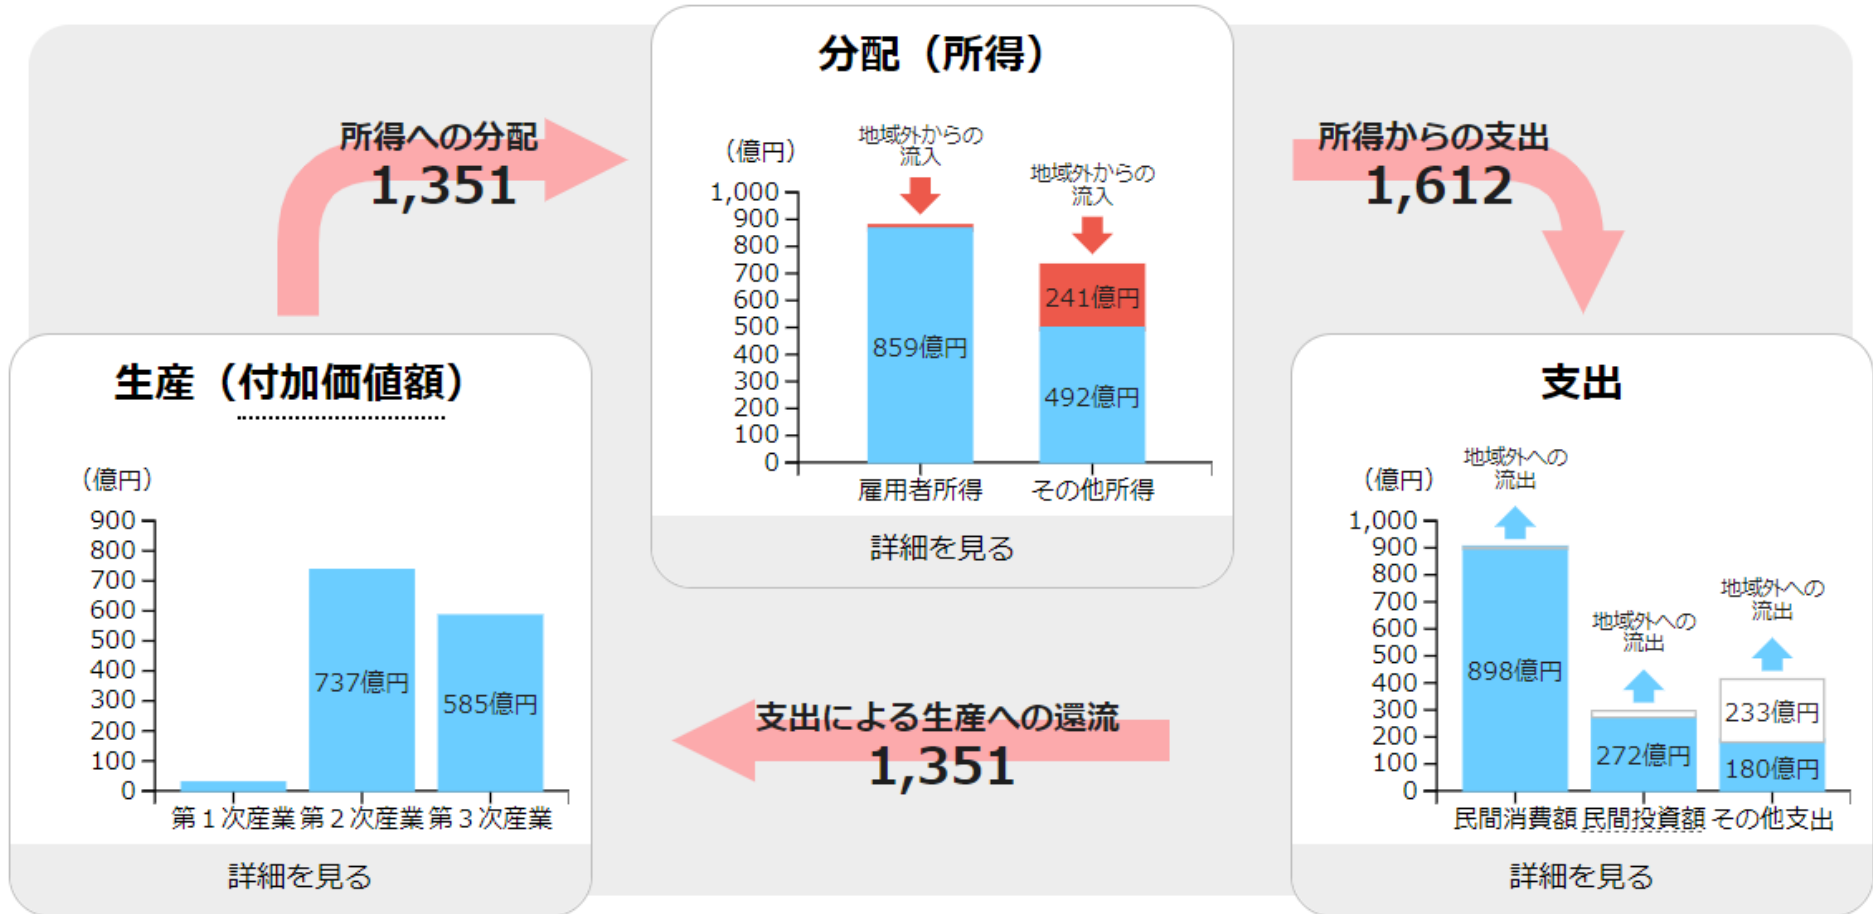 分配（所得）
（億円）
地域外からの
流入
地域外からの
流入
1,000
900
800
700
600
500
400
300
200
100
0
859億円
241億円
492億円
雇用者所得
その他所得
詳細を見る
所得への分配
1,351
所得からの支出
1,612
生産（付加価値額）
（億円）
900
800
700
600
500
400
300
200
100
0
737億円
585億円
第１次産業
第２次産業
第３次産業
詳細を見る
支出による生産への還流
1,351
支出
（億円）
地域外への
流出
地域外への
流出
地域外への
流出
1,000
900
800
700
600
500
400
300
200
100
0
898億円
272億円
233億円
180億円
民間消費額
民間投資額
その他支出
詳細を見る